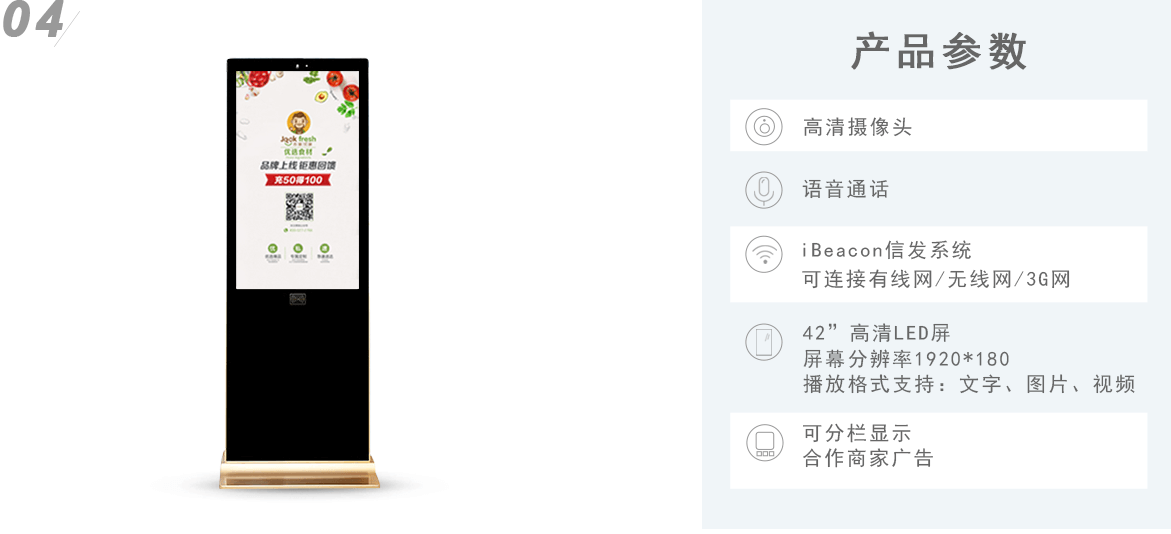 04
产品参数
高清摄像头
语音通话
iBeacon信发系统
可连接有线网/无线网/3G网
42”高清LED屏
屏幕分辨率1920*180
播放格式支持：文字、图片、视频
可分栏显示
合作商家广告
Jack fresh
优选食材
品牌上线 钜惠回馈
充50得100